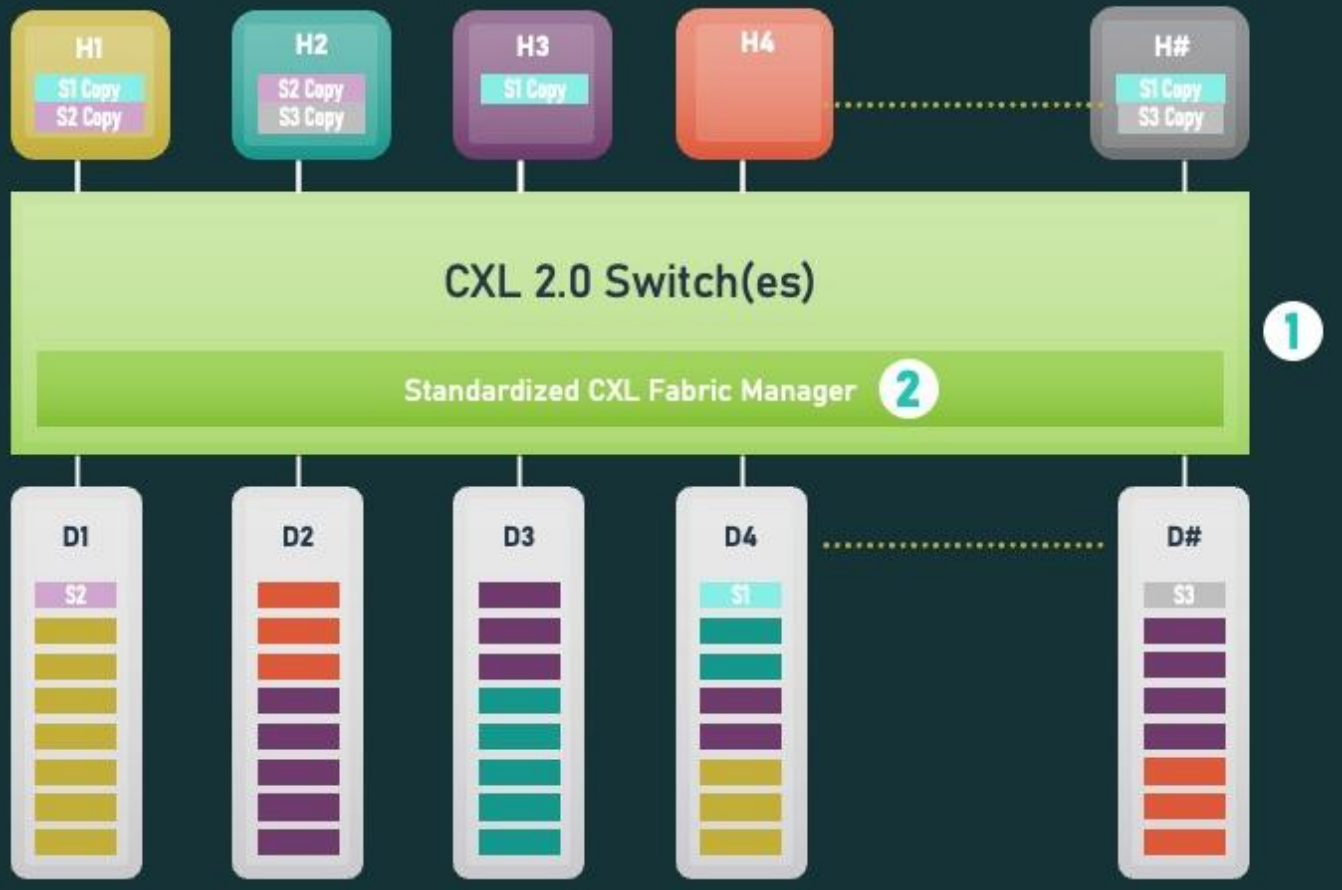 H1
S1 Copy
S2 Copy
H2
S2 Copy
S3 Copy
H3
S1 Copy
H4
H#
S1 Copy
S3 Copy
CXL 2.0 Switch(es)
1
Standardized CXL Fabric Manager 2
D1
S2
D2
D3
D4
S1
D#
S3